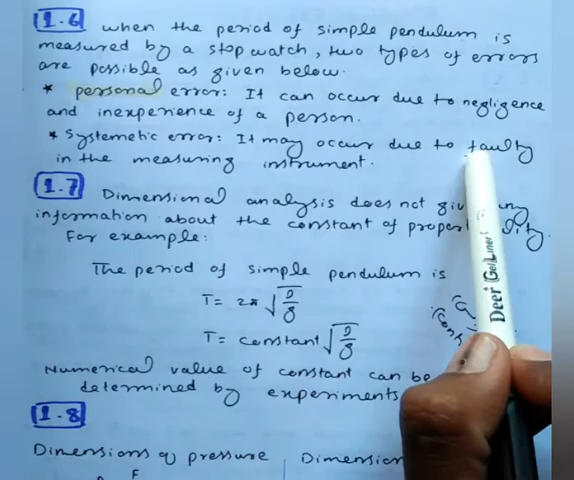 1.6 when the period of simple pendulum is
measured by a stop watch, two types of errors
are possible as given below.
* personal error: It can occur due to negligence
and inexperience of a person.
* Systemetic error: It may occur due to faulty
in the measuring instrument.
1.7 Dimensional analysis does not
information about the constant of
For example:
The period of simple pendulum is
T = 2π √l/g
T = constant √l/g
Numerical value of constant can be
determined by experiments
1.8
Dimensions of pressure
F
Deer Gel Liner